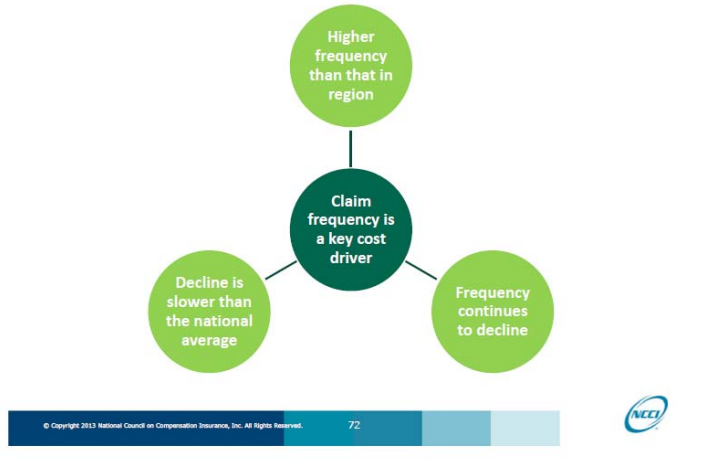 Higher
frequency
than that in
region
Claim
frequency is
a key cost
driver
Decline is
slower than
the national
average
Frequency
continues
to decline
© Copyright 2013 National Council on Compensation Insurance, Inc. All Rights Reserved.
72
NCCI